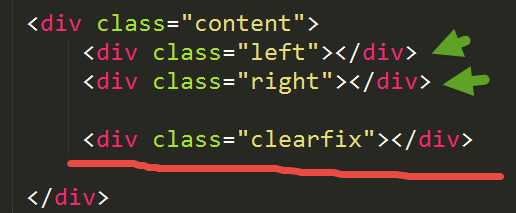 <div class="content">
<div class="left"></div>
<div class="right"></div>
<div class="clearfix"></div>
</div>